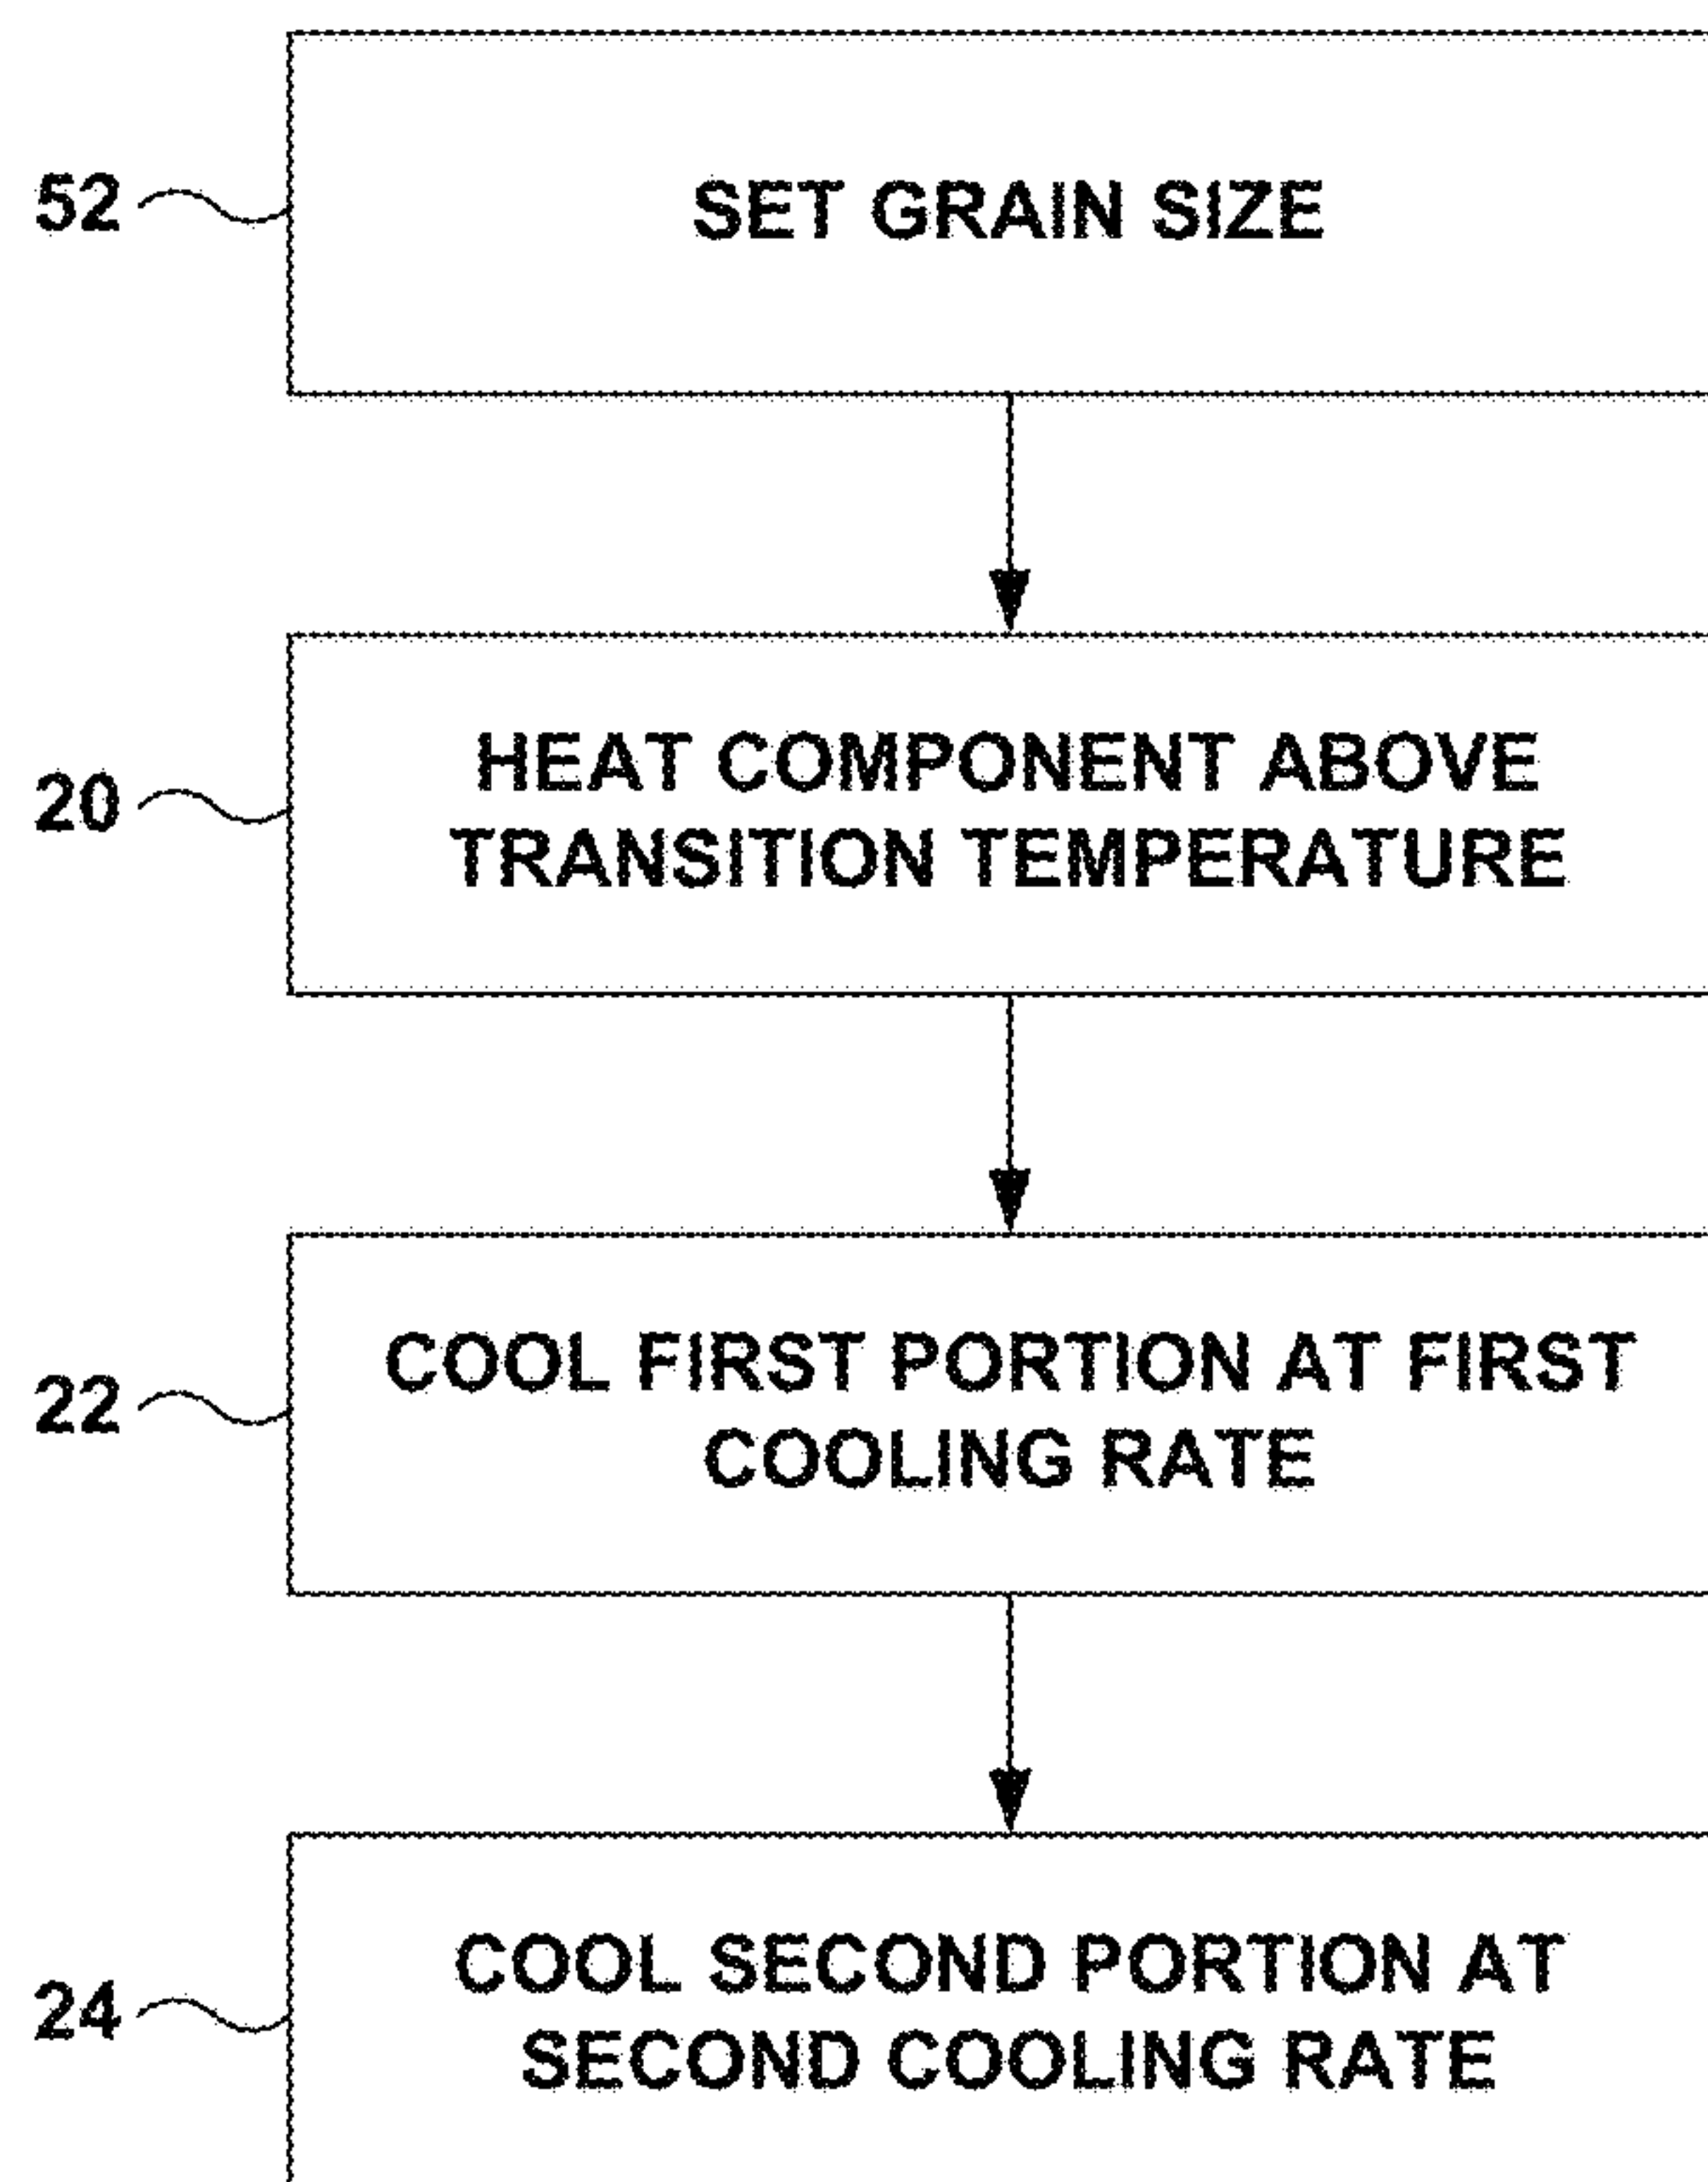 52
SET GRAIN SIZE
20
HEAT COMPONENT ABOVE
TRANSITION TEMPERATURE
22
COOL FIRST PORTION AT FIRST
COOLING RATE
24
COOL SECOND PORTION AT
SECOND COOLING RATE